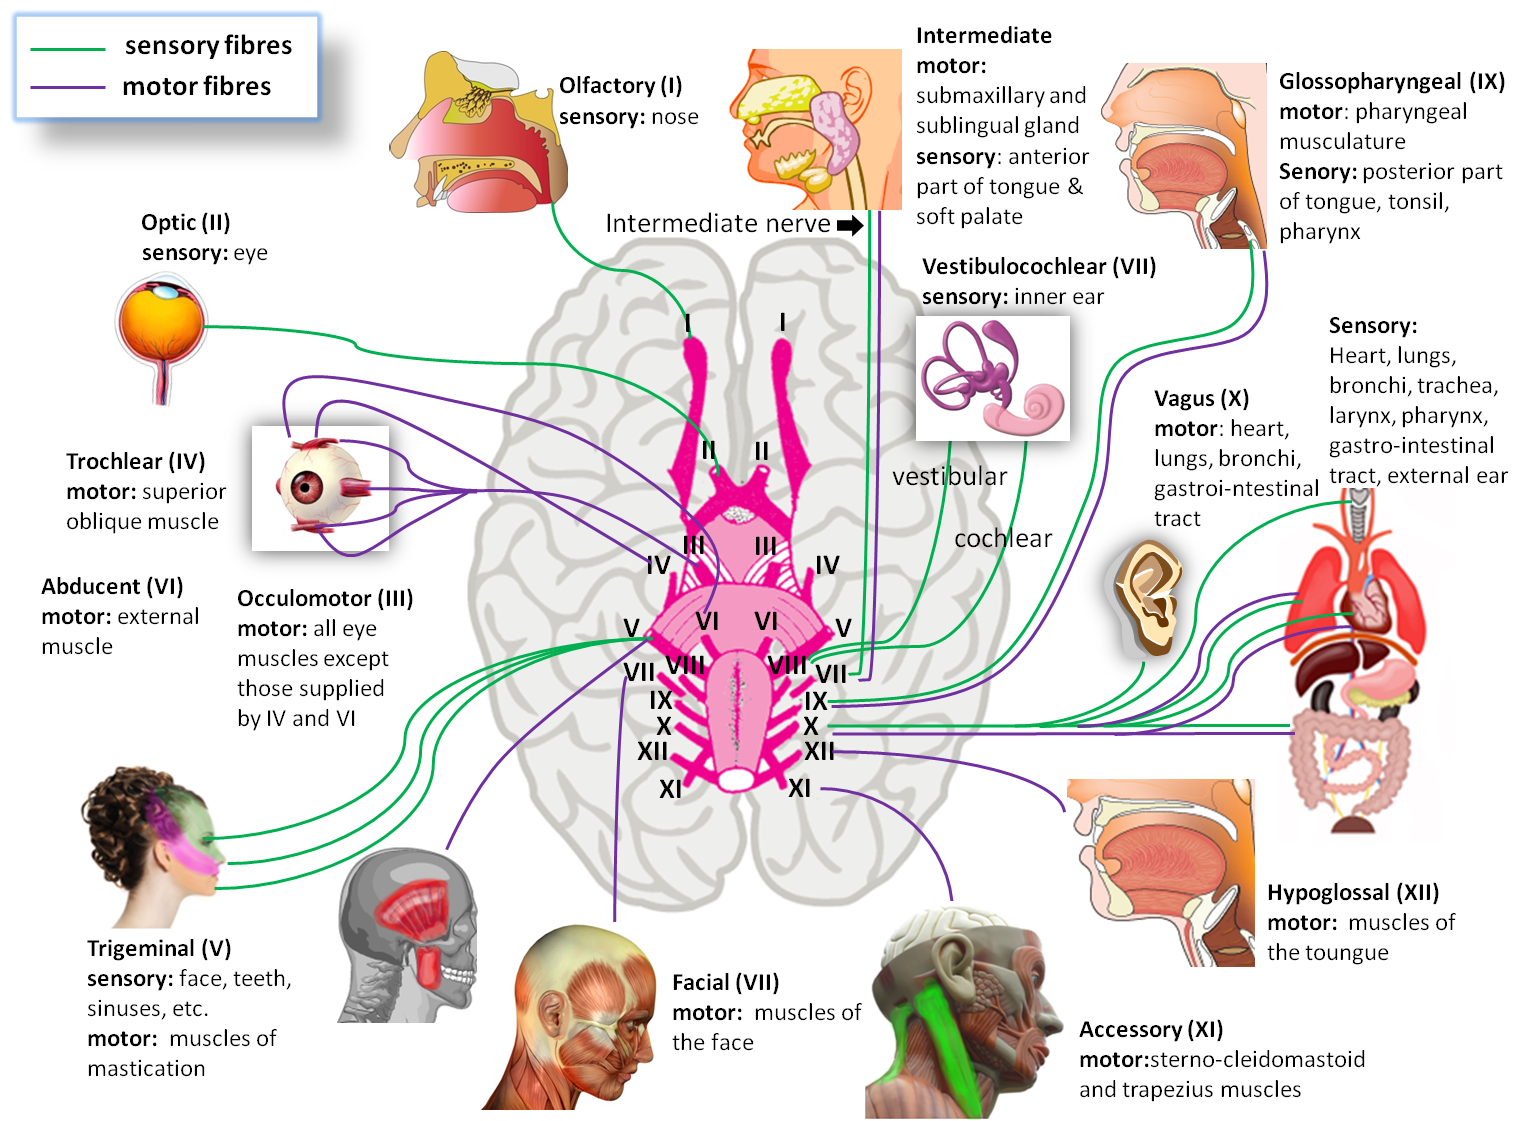 sensory fibres
motor fibres
Olfactory (I)
sensory: nose
Intermediate
motor:
submaxillary and
sublingual gland
sensory: anterior
part of tongue &
soft palate
Glossopharyngeal (IX)
motor: pharyngeal
musculature
Senory: posterior part
of tongue, tonsil,
pharynx
Intermediate nerve
Optic (II)
sensory: eye
Vestibulocochlear (VII)
sensory: inner ear
vestibular
cochlear
Sensory:
Heart, lungs,
bronchi, trachea,
larynx, pharynx,
gastro-intestinal
tract, external ear
Vagus (X)
motor: heart,
lungs, bronchi,
gastroi-ntestinal
tract
Trochlear (IV)
motor: superior
oblique muscle
Abducent (VI)
motor: external
muscle
Occulomotor (III)
motor: all eye
muscles except
those supplied
by IV and VI
I I
II II
III III
IV IV
V VI VI V
VII VIII VIII VII
IX IX
X X
XII XII
XI XI
Trigeminal (V)
sensory: face, teeth,
sinuses, etc.
motor: muscles of
mastication
Facial (VII)
motor: muscles of
the face
Accessory (XI)
motor:sterno-cleidomastoid
and trapezius muscles
Hypoglossal (XII)
motor: muscles of
the toungue